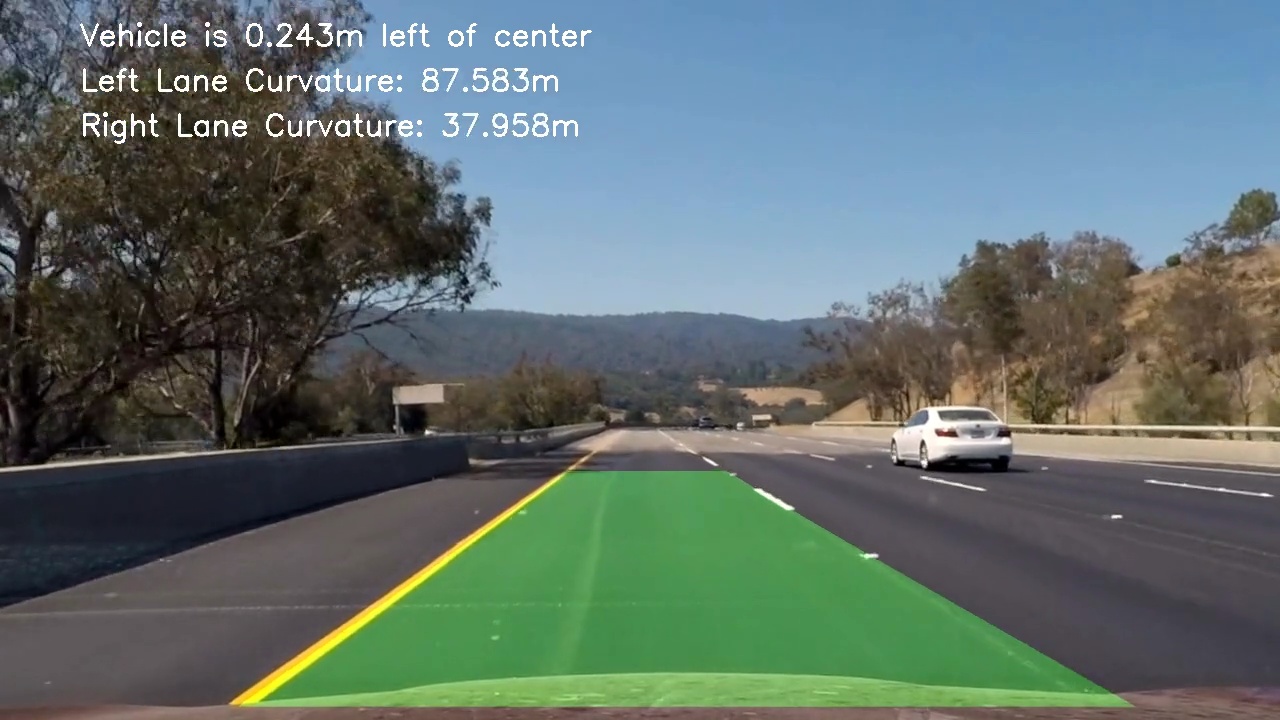 Vehicle is 0.243m left of center
Left Lane Curvature: 87.583m
Right Lane Curvature: 37.958m